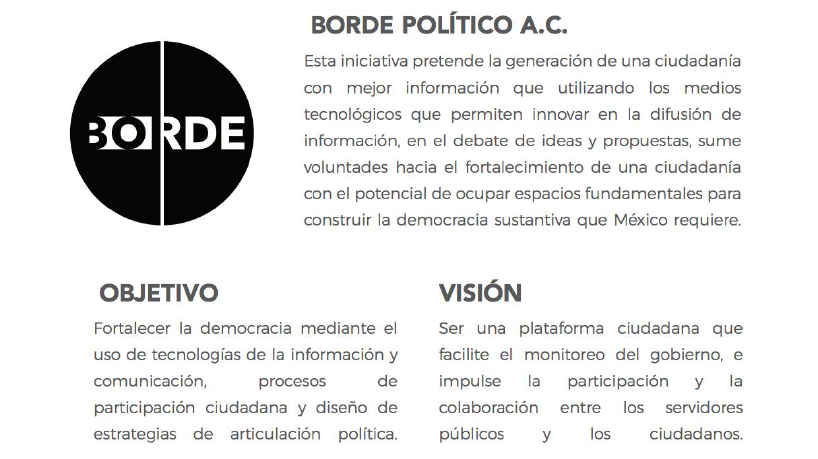 BORDE POLÍTICO A.C.
BORDE
Esta iniciativa pretende la generación de una ciudadanía
con mejor información que utilizando los medios
tecnológicos que permiten innovar en la difusión de
información, en el debate de ideas y propuestas, sume
voluntades hacia el fortalecimiento de una ciudadanía
con el potencial de ocupar espacios fundamentales para
construir la democracia sustantiva que México requiere.
OBJETIVO
Fortalecer la democracia mediante el
uso de tecnologías de la información y
comunicación, procesos de
participación ciudadana y diseño de
estrategias de articulación política.
VISIÓN
Ser una plataforma ciudadana que
facilite el monitoreo del gobierno, e
impulse la participación y la
colaboración entre los servidores
públicos y los ciudadanos.